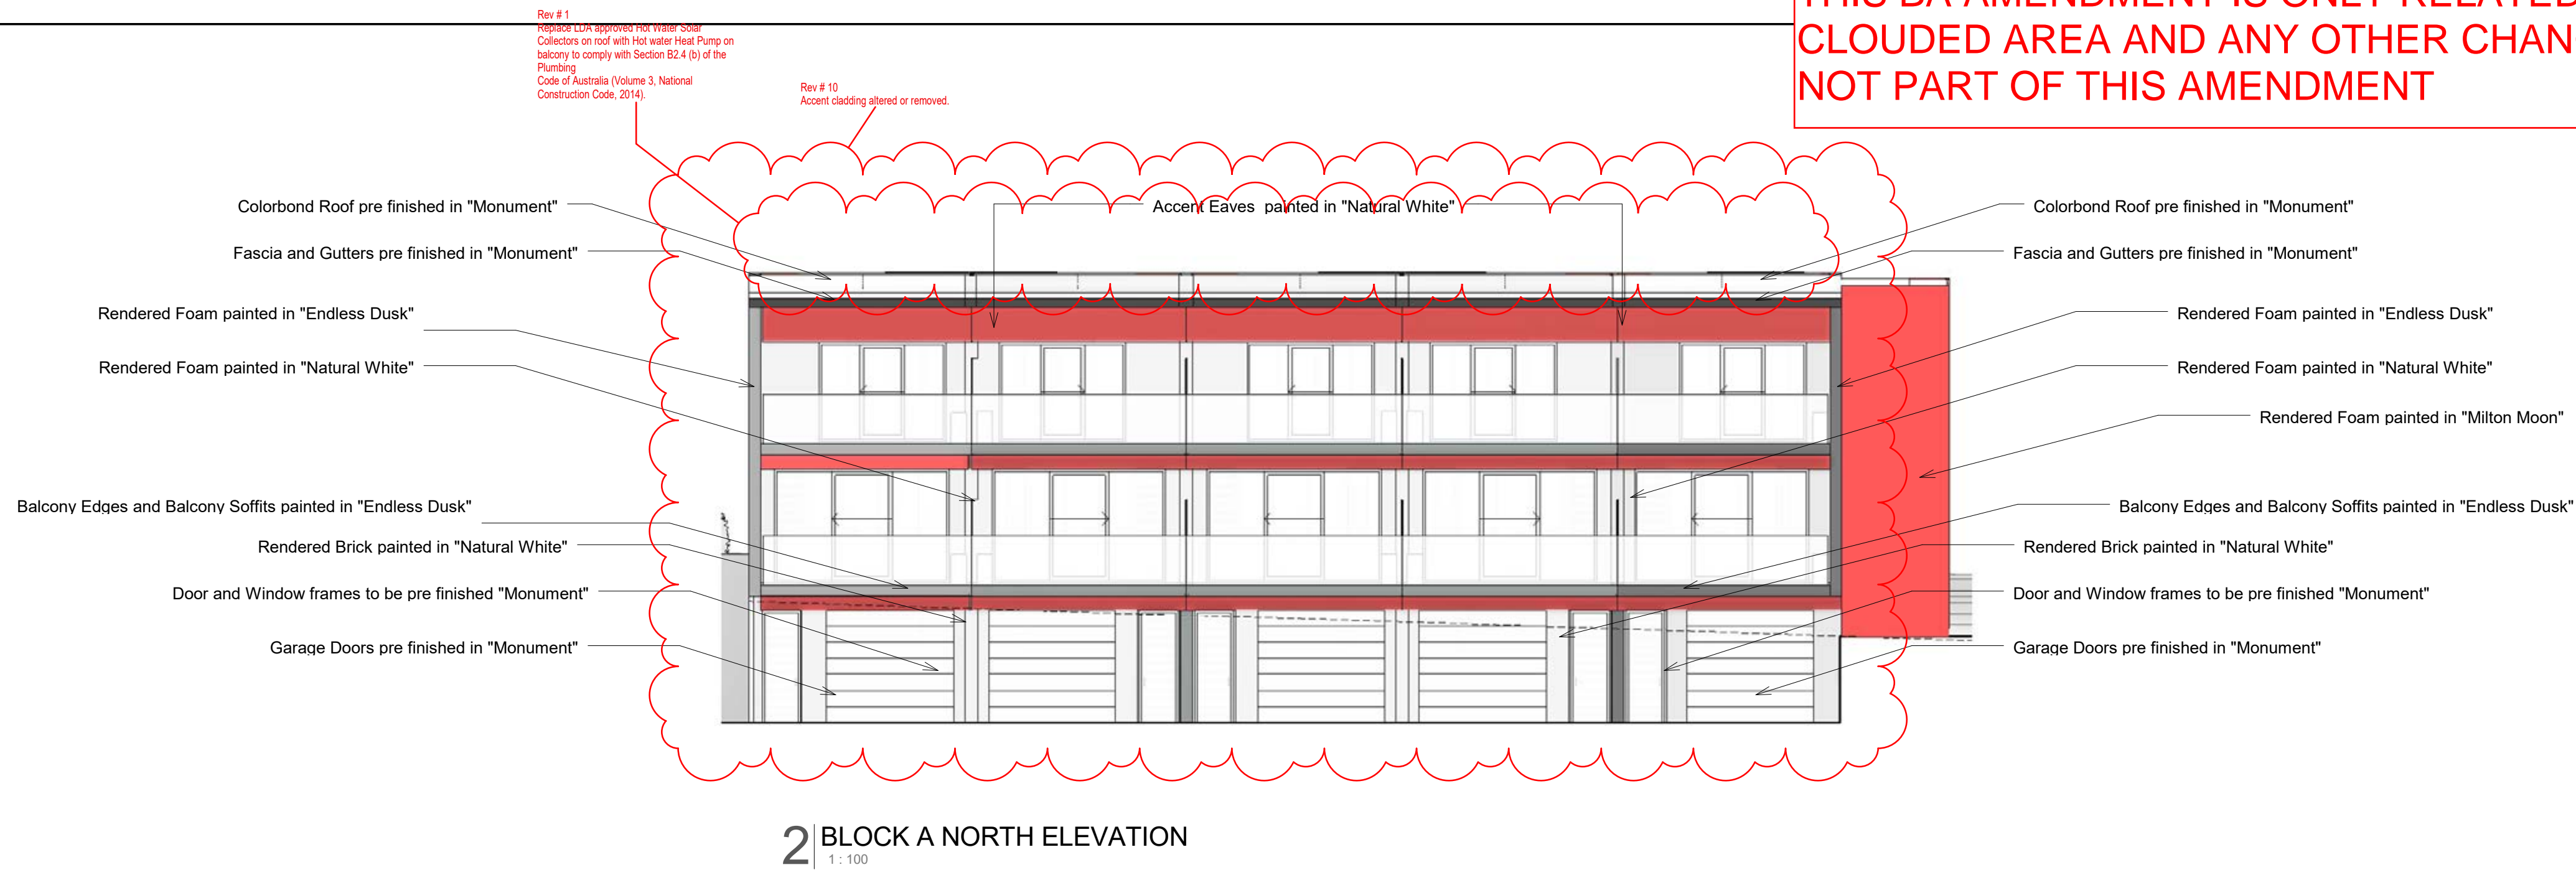 Rev # 1
Replace LDA approved Hot Water Solar
Collectors on roof with Hot water Heat Pump on
balcony to comply with Section B2.4 (b) of the
Plumbing
Code of Australia (Volume 3, National
Construction Code, 2014).
Rev # 10
Accent cladding altered or removed.
THIS BA AMENDMENT IS ONLY RELATED
CLOUDED AREA AND ANY OTHER CHAN
NOT PART OF THIS AMENDMENT
Colorbond Roof pre finished in "Monument"
Fascia and Gutters pre finished in "Monument"
Rendered Foam painted in "Endless Dusk"
Rendered Foam painted in "Natural White"
Balcony Edges and Balcony Soffits painted in "Endless Dusk"
Rendered Brick painted in "Natural White"
Door and Window frames to be pre finished "Monument"
Garage Doors pre finished in "Monument"
Accent Eaves painted in "Natural White"
Colorbond Roof pre finished in "Monument"
Fascia and Gutters pre finished in "Monument"
Rendered Foam painted in "Endless Dusk"
Rendered Foam painted in "Natural White"
Rendered Foam painted in "Milton Moon"
Balcony Edges and Balcony Soffits painted in "Endless Dusk"
Rendered Brick painted in "Natural White"
Door and Window frames to be pre finished "Monument"
Garage Doors pre finished in "Monument"
2 BLOCK A NORTH ELEVATION
1 : 100